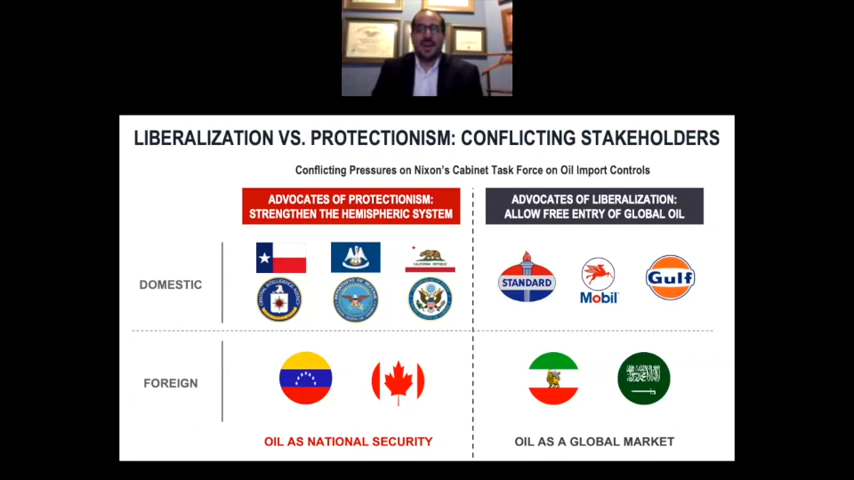 LIBERALIZATION VS. PROTECTIONISM: CONFLICTING STAKEHOLDERS
Conflicting Pressures on Nixon's Cabinet Task Force on Oil Import Controls
ADVOCATES OF PROTECTIONISM:
STRENGTHEN THE HEMISPHERIC SYSTEM
ADVOCATES OF LIBERALIZATION:
ALLOW FREE ENTRY OF GLOBAL OIL
DOMESTIC
CALIFORNIA REPUBLIC
STANDARD
Mobil
Gulf
FOREIGN
OIL AS NATIONAL SECURITY
OIL AS A GLOBAL MARKET